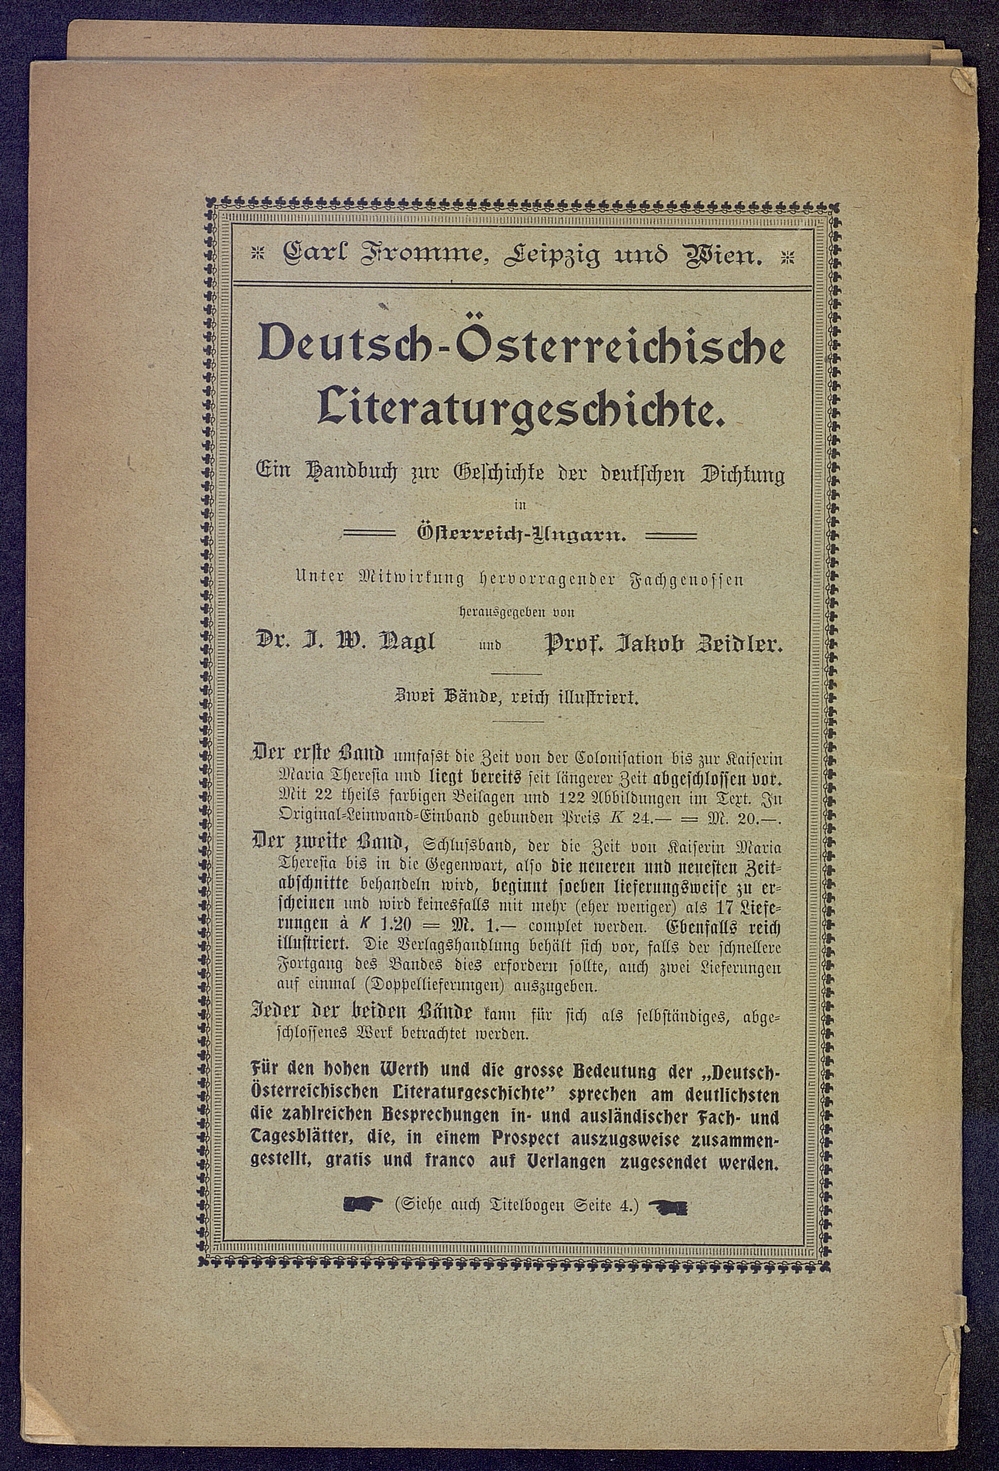 Carl Fromme, Leipzig und Wien.
Deutsch-Österreichische
Literaturgeschichte.
Ein Handbuch zur Geschichte der deutschen Dichtung
in
Österreich-Ungarn.
Unter Mitwirkung hervorragender Fachgenossen
herausgegeben von
Dr. J. W. Nagl und Prof. Jakob Zeidler.
Zwei Bände, reich illustriert.
Der erste Band umfasst die Zeit von der Colonisation bis zur Kaiserin
Maria Theresia und liegt bereits seit längerer Zeit abgeschlossen vor.
Mit 22 theils farbigen Beilagen und 122 Abbildungen im Text. In
Original-Leinwand-Einband gebunden Preis K 24.— = M. 20.—.
Der zweite Band, Schlussband, der die Zeit von Kaiserin Maria
Theresia bis in die Gegenwart, also die neueren und neuesten Zeit-
abschnitte behandeln wird, beginnt soeben lieferungsweise zu er-
scheinen und wird keinesfalls mit mehr (eher weniger) als 17 Liefe-
rungen à K 1.20 = M. 1.— complet werden. Ebenfalls reich
illustriert. Die Verlagshandlung behält sich vor, falls der schnellere
Fortgang des Bandes dies erfordern sollte, auch zwei Lieferungen
auf einmal (Doppellieferungen) auszugeben.
Jeder der beiden Bände kann für sich als selbständiges, abge-
schlossenes Werk betrachtet werden.
Für den hohen Werth und die grosse Bedeutung der „Deutsch-
Österreichischen Literaturgeschichte" sprechen am deutlichsten
die zahlreichen Besprechungen in- und ausländischer Fach- und
Tagesblätter, die, in einem Prospect auszugsweise zusammen-
gestellt, gratis und franco auf Verlangen zugesendet werden.
(Siehe auch Titelbogen Seite 4.)